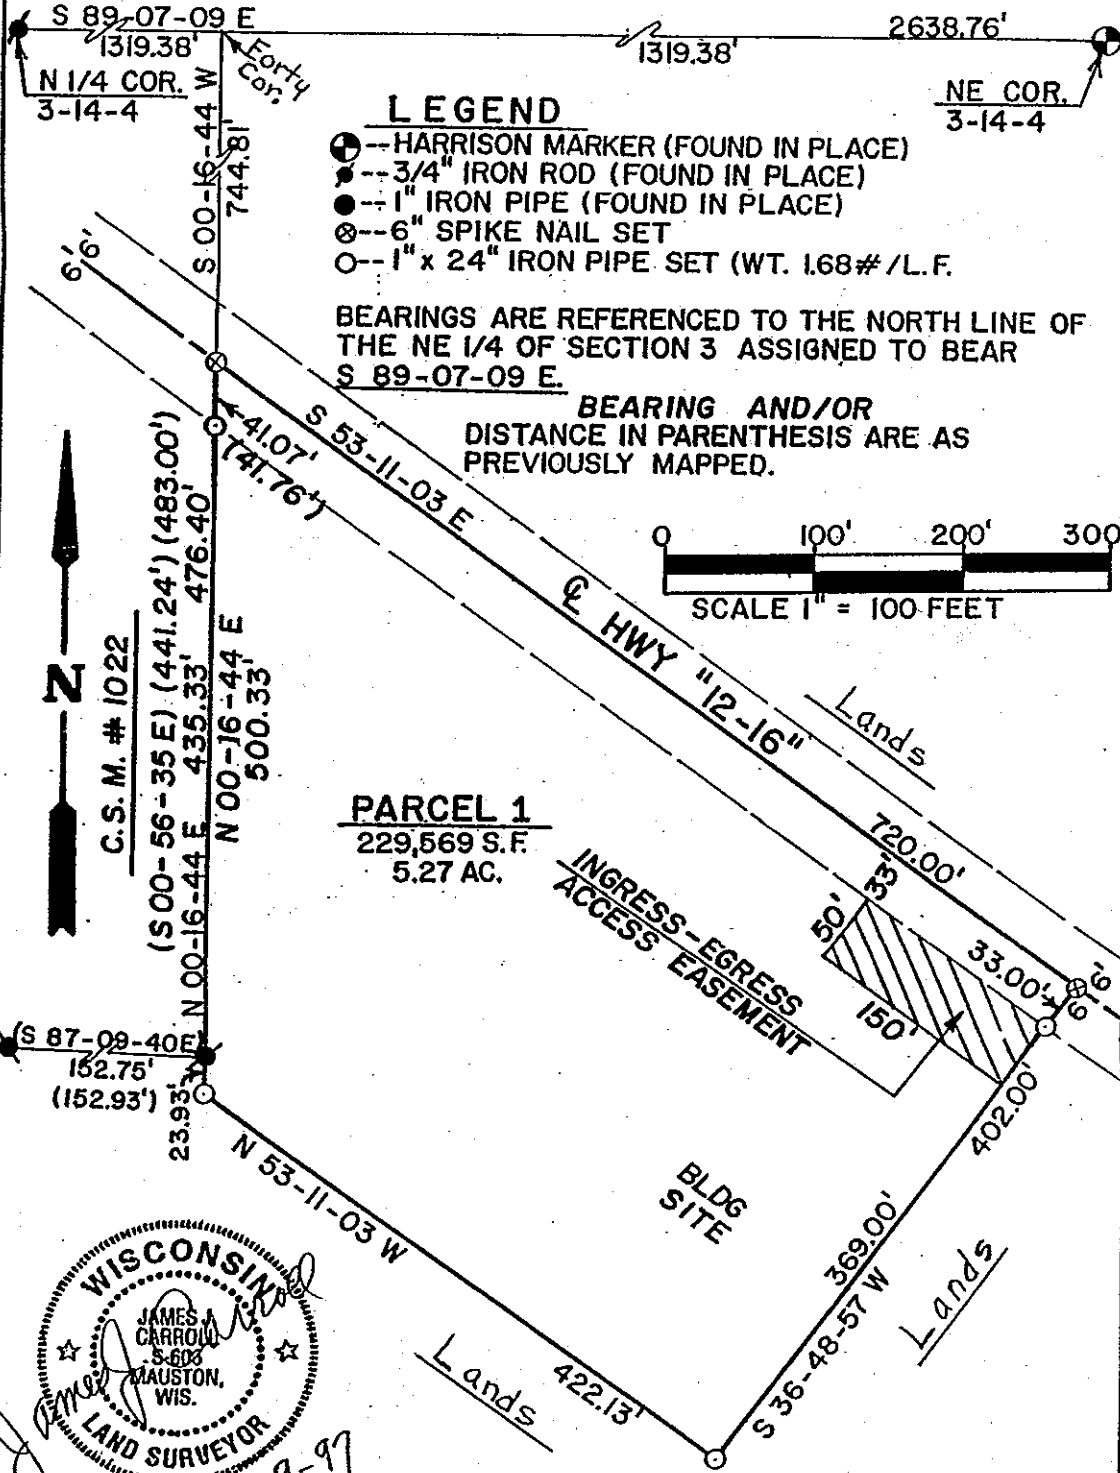 S 89-07-09 E
1319.38'
2638.76'
1319.38'
N 1/4 COR.
3-14-4
Forty
Cor.
NE COR.
3-14-4
S 00-16-44 W
744.81'
LEGEND
--HARRISON MARKER (FOUND IN PLACE)
--3/4" IRON ROD (FOUND IN PLACE)
--1" IRON PIPE (FOUND IN PLACE)
--6" SPIKE NAIL SET
--1" x 24" IRON PIPE SET (WT. 1.68#/L.F.
BEARINGS ARE REFERENCED TO THE NORTH LINE OF
THE NE 1/4 OF SECTION 3 ASSIGNED TO BEAR
S 89-07-09 E.
BEARING AND/OR
DISTANCE IN PARENTHESIS ARE AS
PREVIOUSLY MAPPED.
6' 6'
41.07'
(41.76')
S 53-11-03 E
0 100' 200' 300
SCALE 1" = 100 FEET
℄ HWY "12-16"
Lands
720.00'
N
C.S.M. #1022
(S 00-56-35 E) (441.24') (483.00')
N 00-16-44 E 435.33' 476.40'
N 00-16-44 E
500.33'
PARCEL 1
229,569 S.F.
5.27 AC.
INGRESS-EGRESS
ACCESS EASEMENT
33'
50'
150'
33.00'
6' 6'
(S 87-09-40E)
152.75'
(152.93')
23.93'
402.00'
N 53-11-03 W
422.13'
BLDG
SITE
369.00'
S 36-48-57 W
Lands
Lands
WISCONSIN
JAMES J.
CARROLL
S-603
MAUSTON,
WIS.
LAND SURVEYOR
James J Carroll
9-97